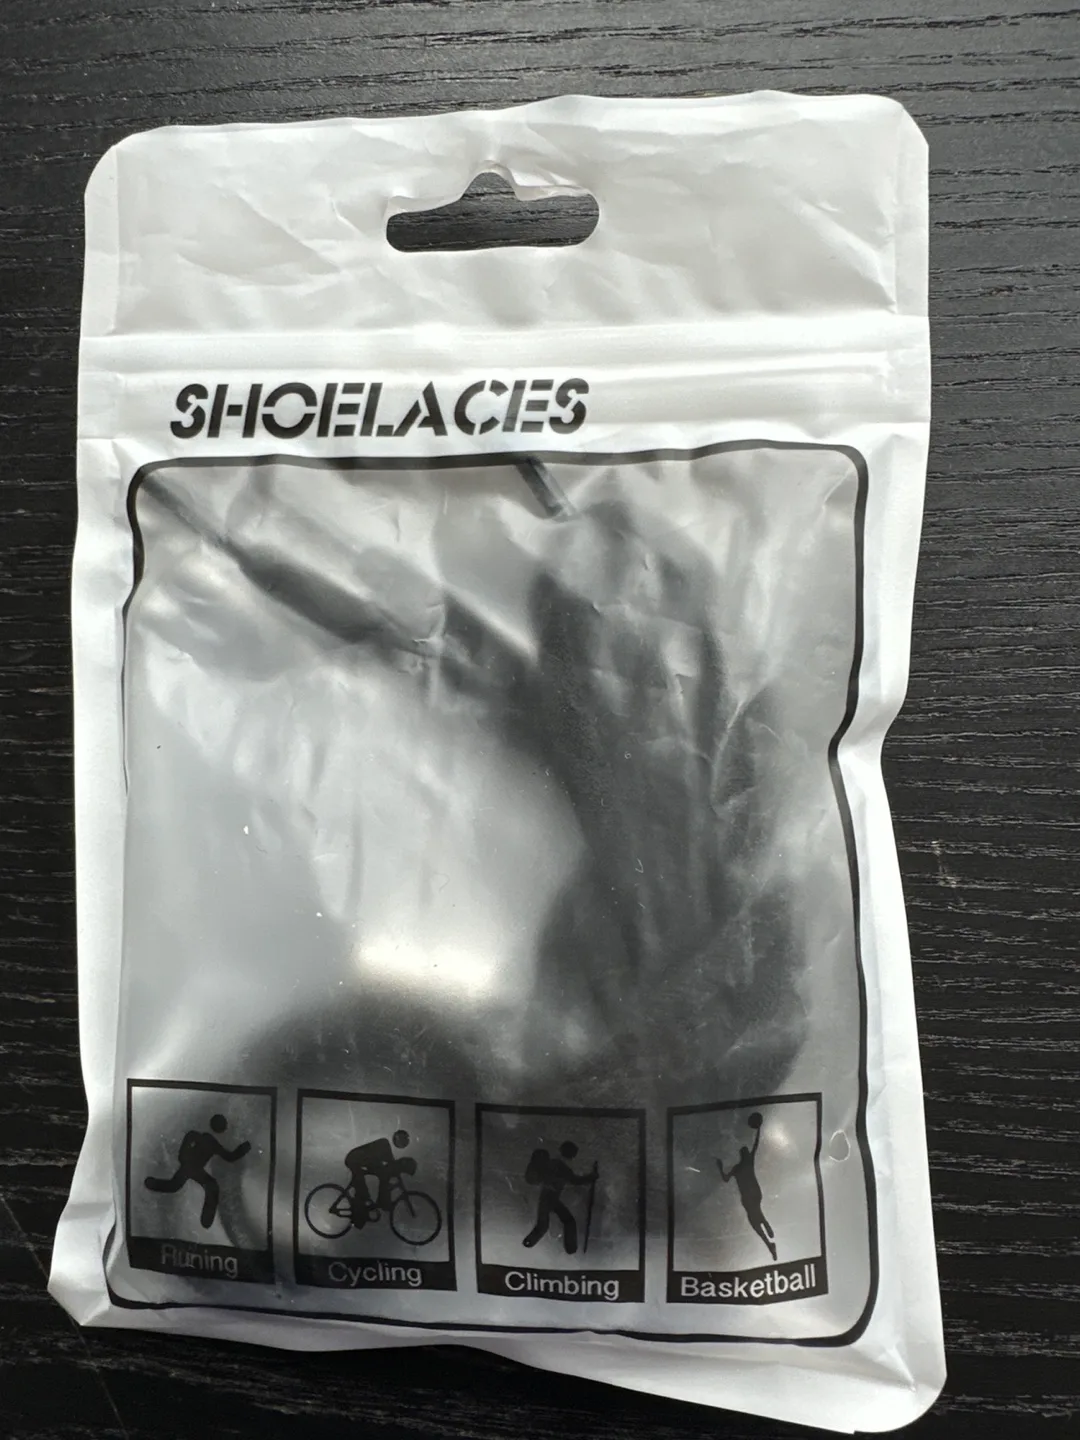 SHOELACES
Runing
Cycling
Climbing
Basketball